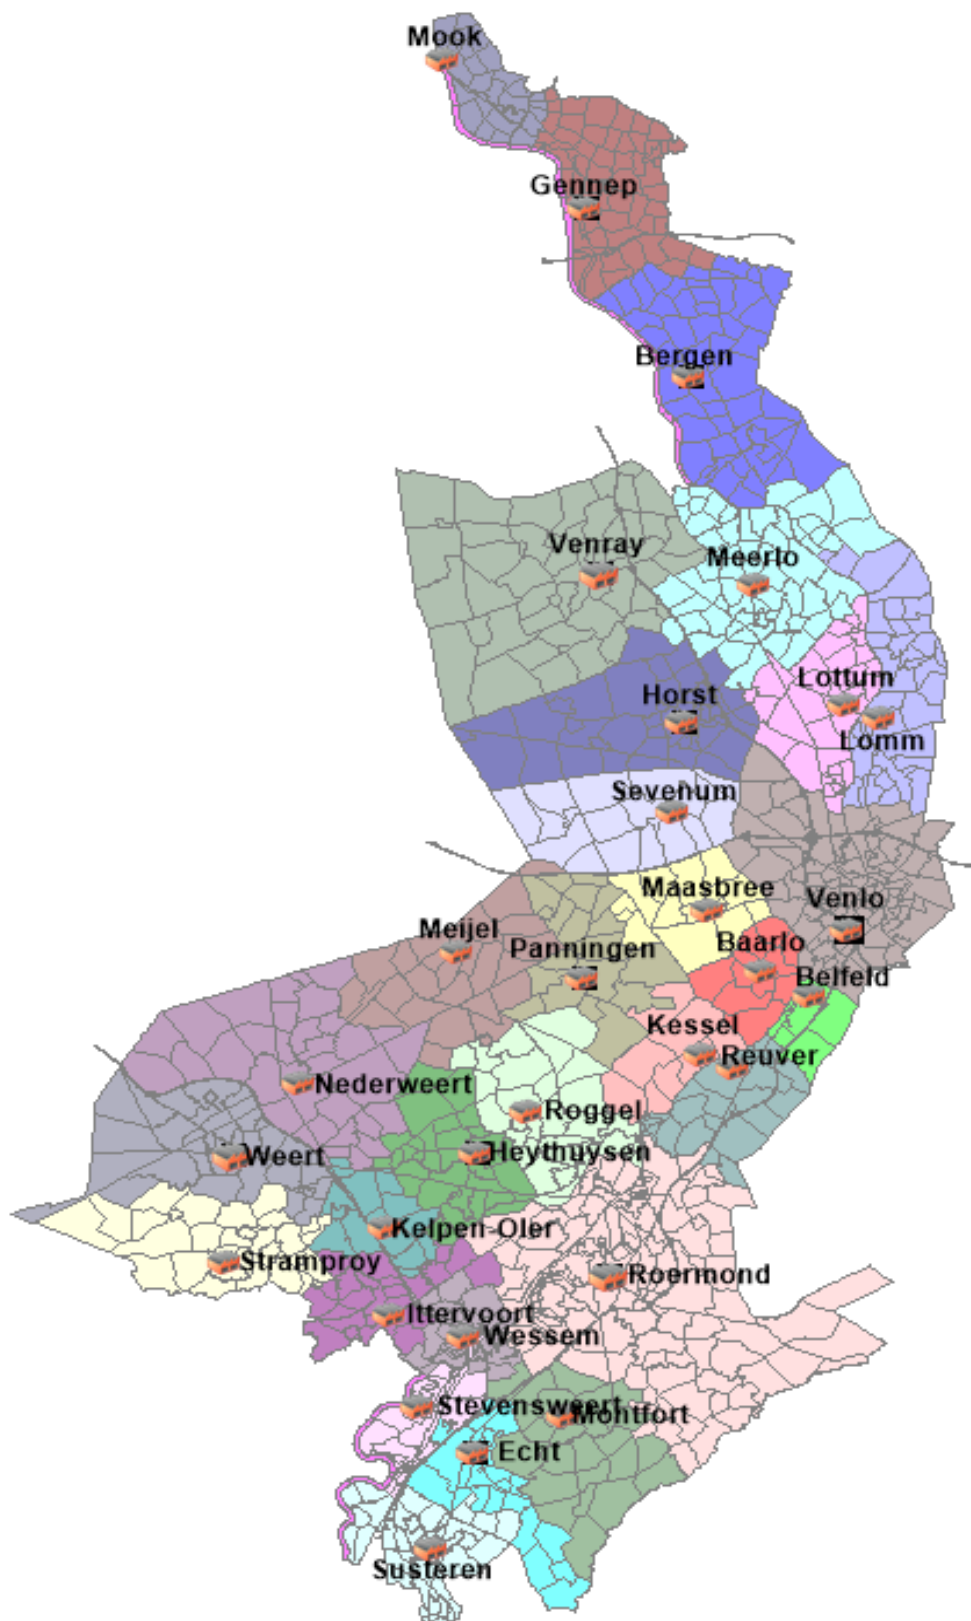 Mook
Gennep
Bergen
Venray
Meerlo
Lottum
Horst
Lomm
Sevenum
Maasbree
Venlo
Meijel
Panningen
Baarlo
Belfeld
Kessel
Reuver
Nederweert
Roggel
Weert
Heythuysen
Kelpen-Oler
Stramproy
Roermond
Ittervoort
Wessem
Stevensweert
Montfort
Echt
Susteren